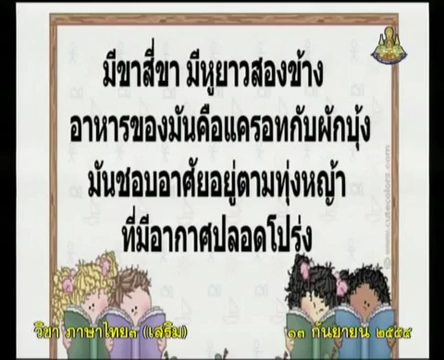 มีขาสี่ขา มีหูยาวสองข้าง
อาหารของมันคือแครอทกับผักบุ้ง
มันชอบอาศัยอยู่ตามทุ่งหญ้า
ที่มีอากาศปลอดโปร่ง
www.cutecolors.com
วิชา ภาษาไทย๓ (เสริม)
๑๓ กันยายน ๒๕๕๔